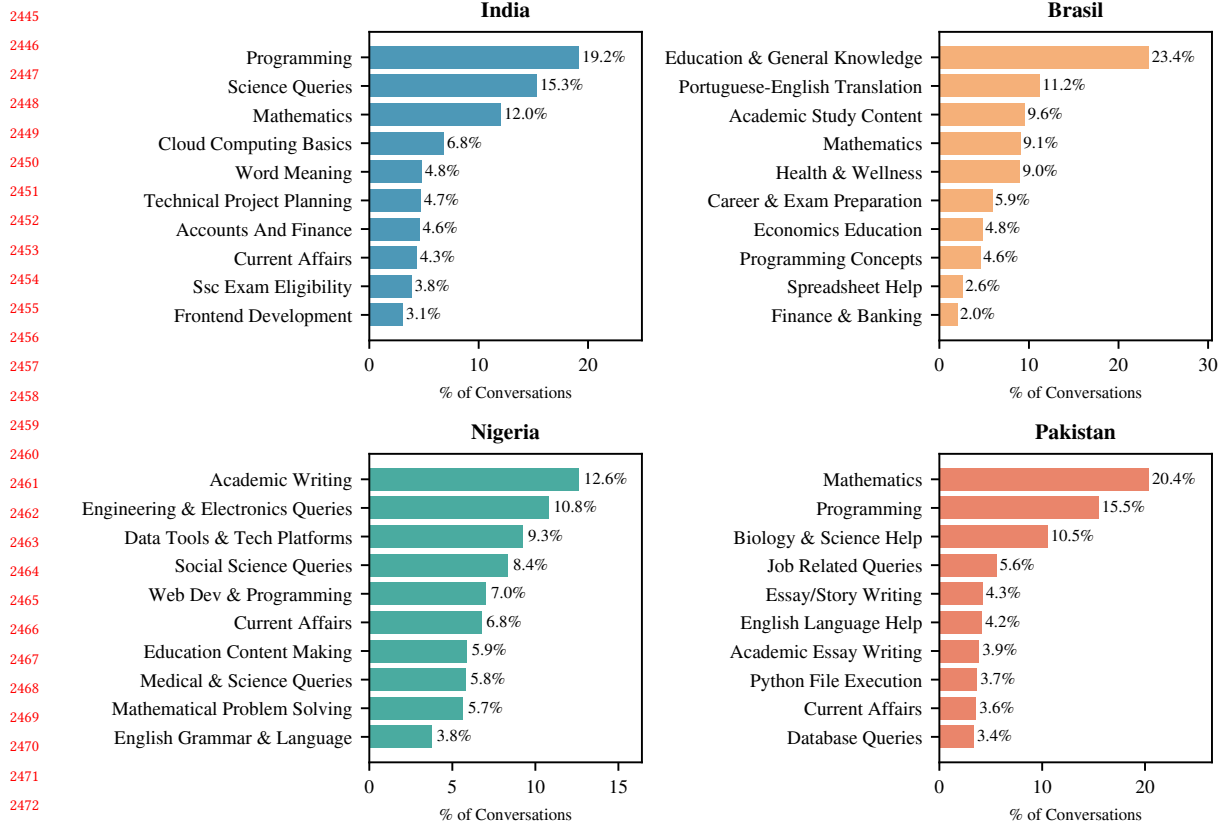 2445
2446
2447
2448
2449
2450
2451
2452
2453
2454
2455
2456
2457
2458
2459
2460
2461
2462
2463
2464
2465
2466
2467
2468
2469
2470
2471
2472
India
Programming 19.2%
Science Queries 15.3%
Mathematics 12.0%
Cloud Computing Basics 6.8%
Word Meaning 4.8%
Technical Project Planning 4.7%
Accounts And Finance 4.6%
Current Affairs 4.3%
Ssc Exam Eligibility 3.8%
Frontend Development 3.1%
0 10 20
% of Conversations
Brasil
Education & General Knowledge 23.4%
Portuguese-English Translation 11.2%
Academic Study Content 9.6%
Mathematics 9.1%
Health & Wellness 9.0%
Career & Exam Preparation 5.9%
Economics Education 4.8%
Programming Concepts 4.6%
Spreadsheet Help 2.6%
Finance & Banking 2.0%
0 10 20 30
% of Conversations
Nigeria
Academic Writing 12.6%
Engineering & Electronics Queries 10.8%
Data Tools & Tech Platforms 9.3%
Social Science Queries 8.4%
Web Dev & Programming 7.0%
Current Affairs 6.8%
Education Content Making 5.9%
Medical & Science Queries 5.8%
Mathematical Problem Solving 5.7%
English Grammar & Language 3.8%
0 5 10 15
% of Conversations
Pakistan
Mathematics 20.4%
Programming 15.5%
Biology & Science Help 10.5%
Job Related Queries 5.6%
Essay/Story Writing 4.3%
English Language Help 4.2%
Academic Essay Writing 3.9%
Python File Execution 3.7%
Current Affairs 3.6%
Database Queries 3.4%
0 10 20
% of Conversations